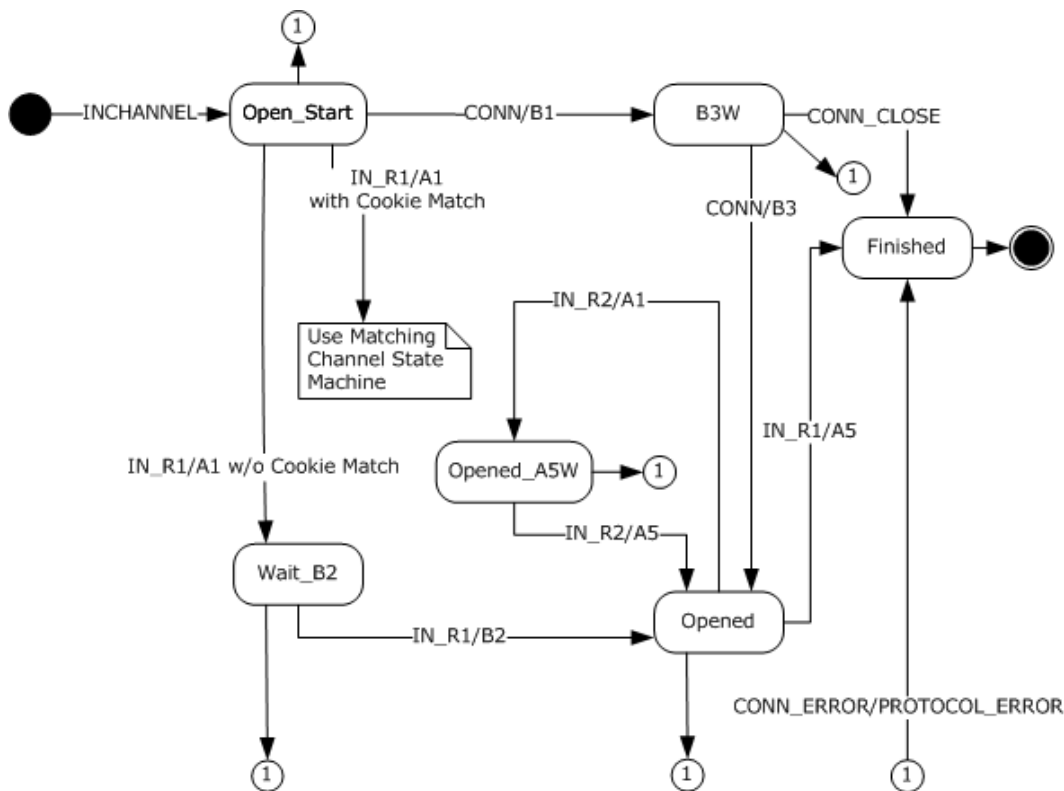 1
INCHANNEL
Open_Start
CONN/B1
B3W
CONN_CLOSE
IN_R1/A1
with Cookie Match
1
CONN/B3
Finished
IN_R2/A1
Use Matching
Channel State
Machine
IN_R1/A5
IN_R1/A1 w/o Cookie Match
Opened_A5W
1
IN_R2/A5
Wait_B2
Opened
IN_R1/B2
CONN_ERROR/PROTOCOL_ERROR
1
1
1